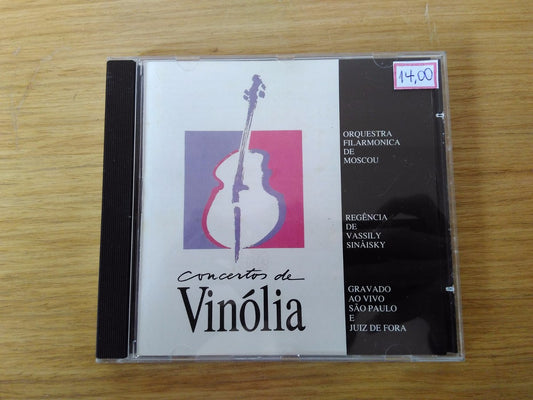 14,00
ORQUESTRA
FILARMONICA
DE
MOSCOU
REGÊNCIA
DE
VASSILY
SINÀISKY
GRAVADO
AO VIVO
SÃO PAULO
E
JUIZ DE FORA
concertos de
Vinólia